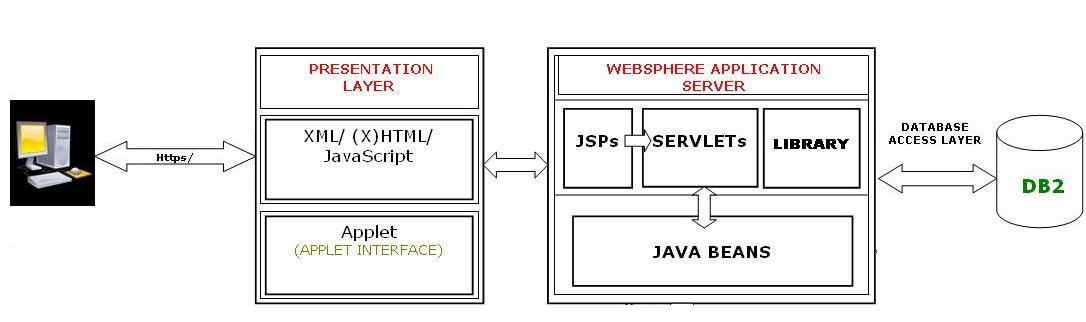 Https/
PRESENTATION
LAYER
XML/ (X)HTML/
JavaScript
Applet
(APPLET INTERFACE)
WEBSPHERE APPLICATION
SERVER
JSPs
SERVLETs
LIBRARY
JAVA BEANS
DATABASE
ACCESS LAYER
DB2